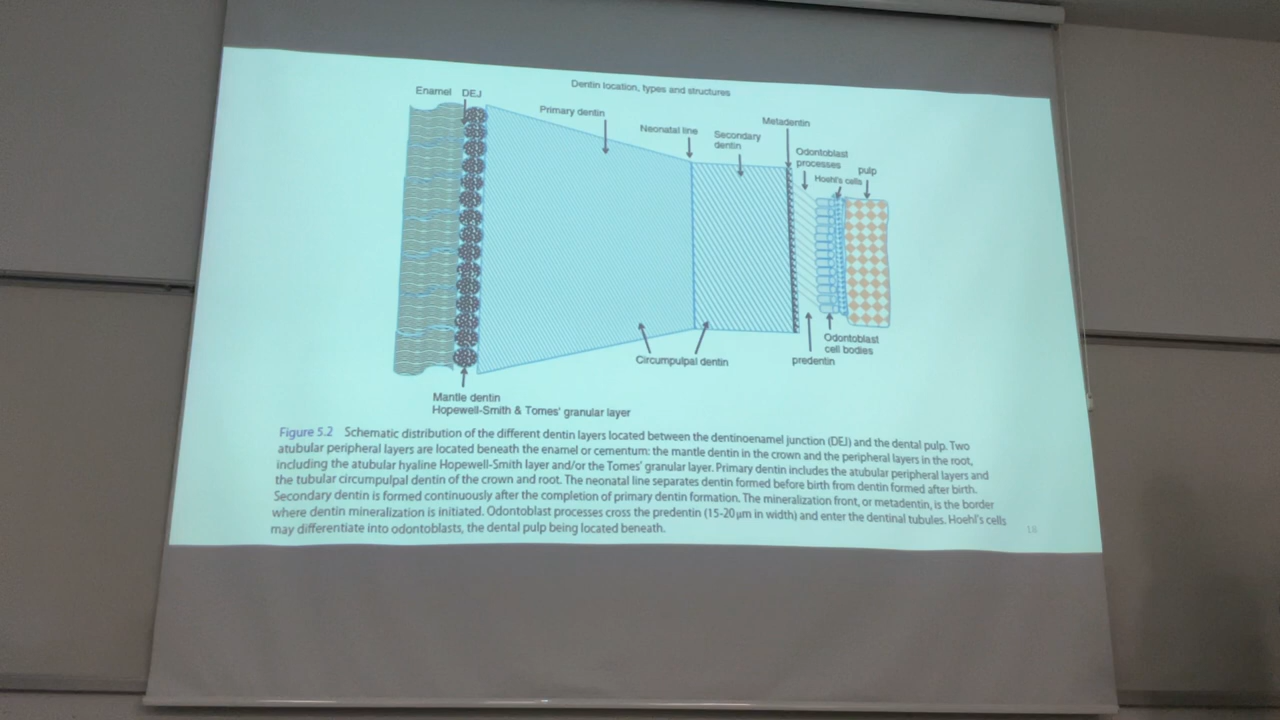 Dentin location, types and structures
Enamel
DEJ
Primary dentin
Neonatal line
Secondary
dentin
Metadentin
Odontoblast
processes
Hoehl's cells
pulp
Circumpulpal dentin
predentin
Odontoblast
cell bodies
Mantle dentin
Hopewell-Smith & Tomes' granular layer
Figure 5.2 Schematic distribution of the different dentin layers located between the dentinoenamel junction (DEJ) and the dental pulp. Two
atubular peripheral layers are located beneath the enamel or cementum: the mantle dentin in the crown and the peripheral layers in the root,
including the atubular hyaline Hopewell-Smith layer and/or the Tomes' granular layer. Primary dentin includes the atubular peripheral layers and
the tubular circumpulpal dentin of the crown and root. The neonatal line separates dentin formed before birth from dentin formed after birth.
Secondary dentin is formed continuously after the completion of primary dentin formation. The mineralization front, or metadentin, is the border
where dentin mineralization is initiated. Odontoblast processes cross the predentin (15-20 μm in width) and enter the dentinal tubules. Hoehl's cells
may differentiate into odontoblasts, the dental pulp being located beneath.
18